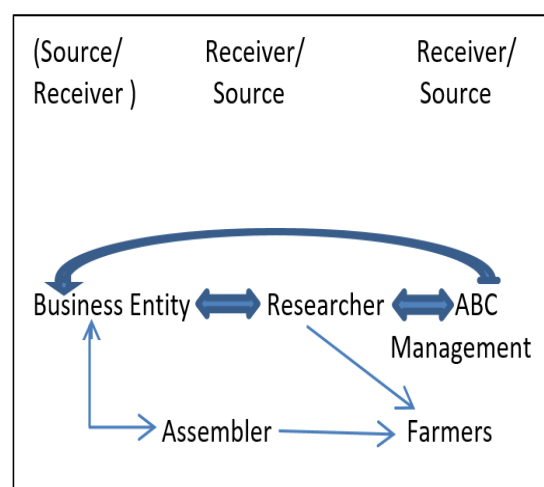 (Source/ Receiver/ Receiver/
Receiver ) Source Source
Business Entity Researcher ABC
Management
Assembler Farmers